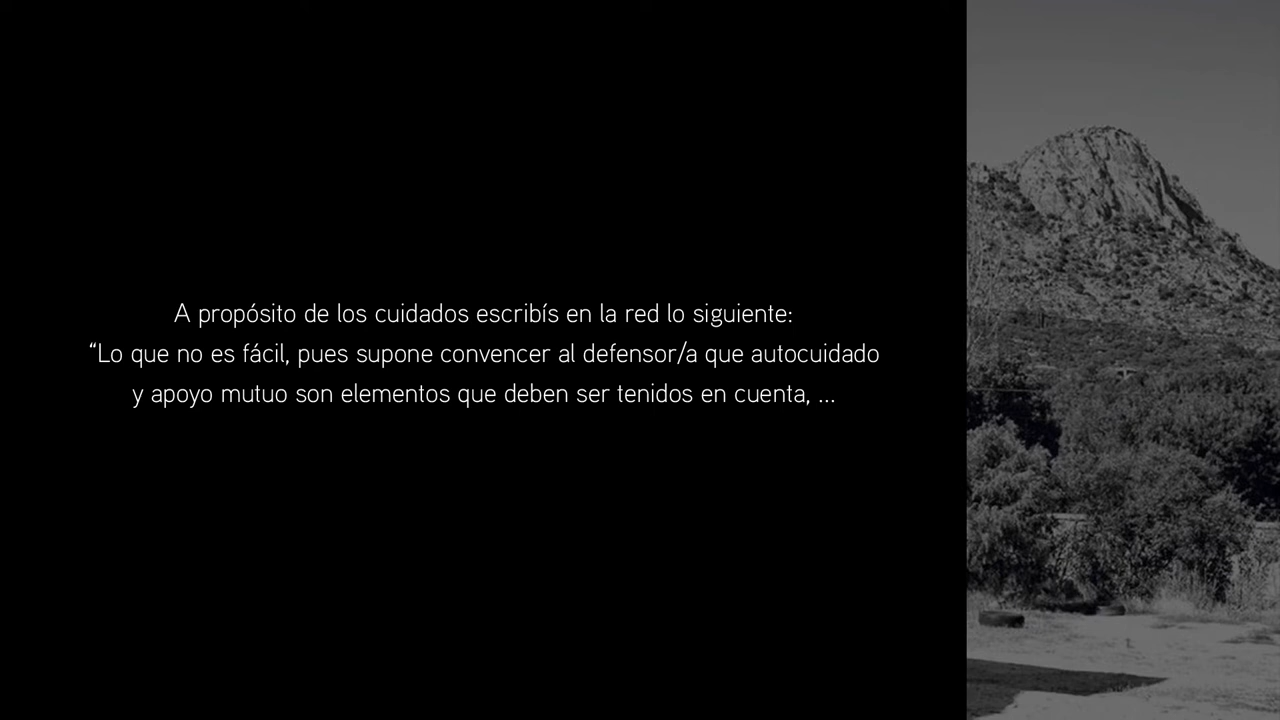 A propósito de los cuidados escribís en la red lo siguiente:
“Lo que no es fácil, pues supone convencer al defensor/a que autocuidado
y apoyo mutuo son elementos que deben ser tenidos en cuenta, ...